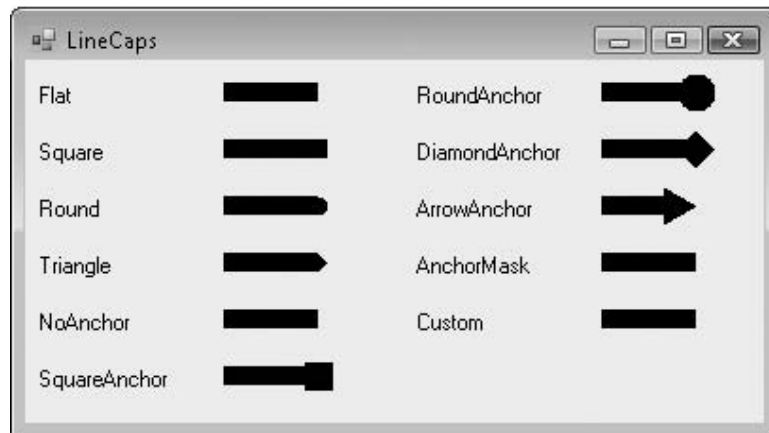 LineCaps
Flat
Square
Round
Triangle
NoAnchor
SquareAnchor
RoundAnchor
DiamondAnchor
ArrowAnchor
AnchorMask
Custom